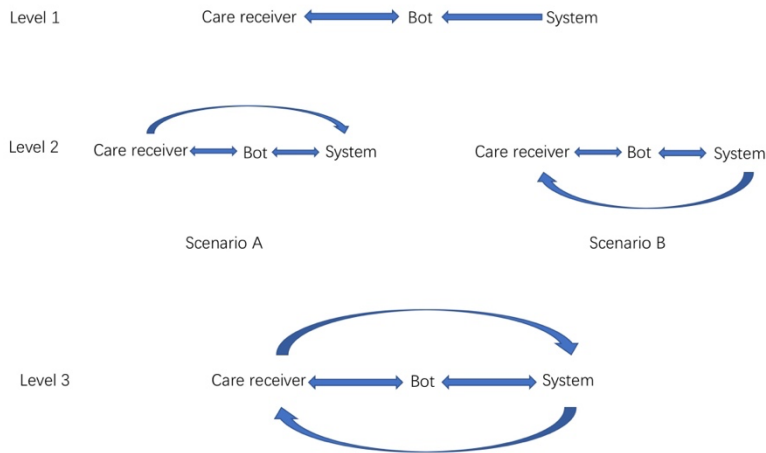 Level 1 Care receiver Bot System
Level 2 Care receiver Bot System Care receiver Bot System
Scenario A Scenario B
Level 3 Care receiver Bot System